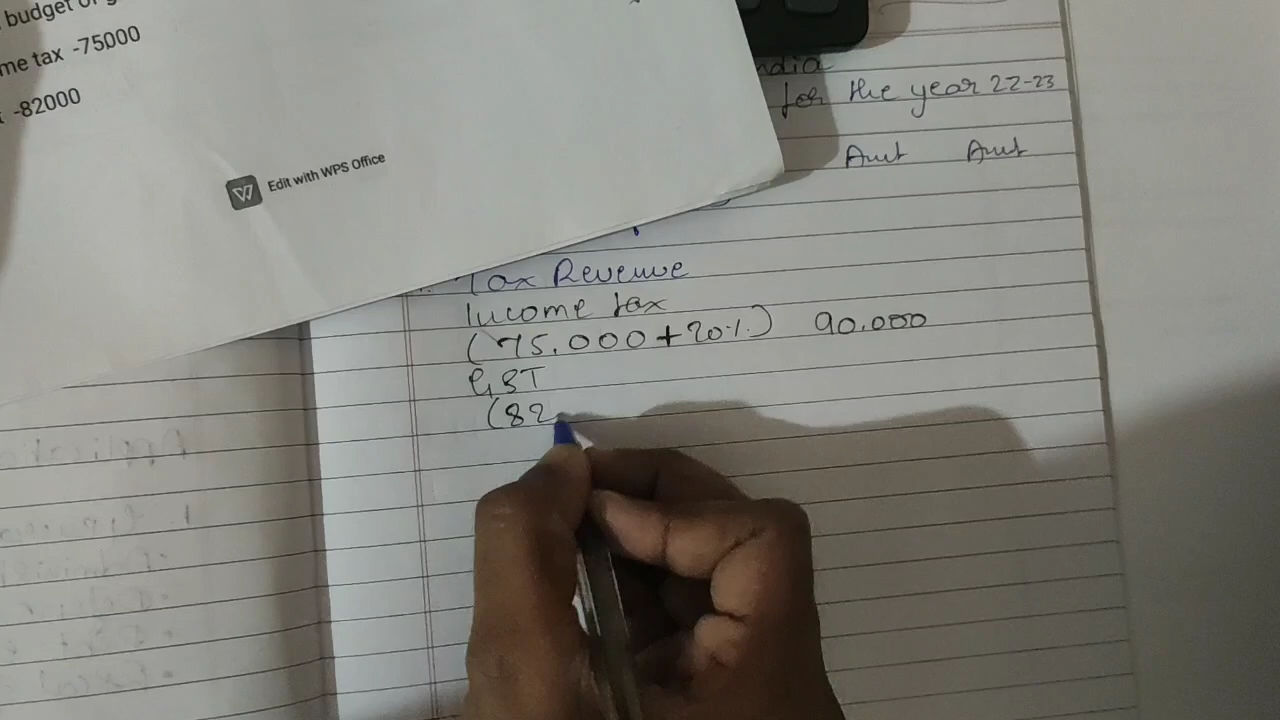 budget
me tax -75000
-82000
Edit with WPS Office
ndia
for the year 22-23
Amt Amt
Tax Revenue
Income tax
(75.000+20%) 90.000
GST
(82